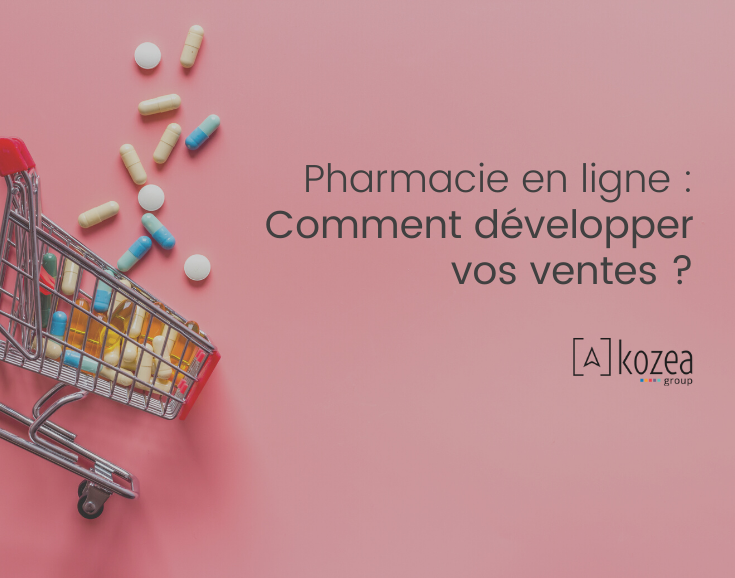 Pharmacie en ligne :
Comment développer
vos ventes ?
[A] kozea
group